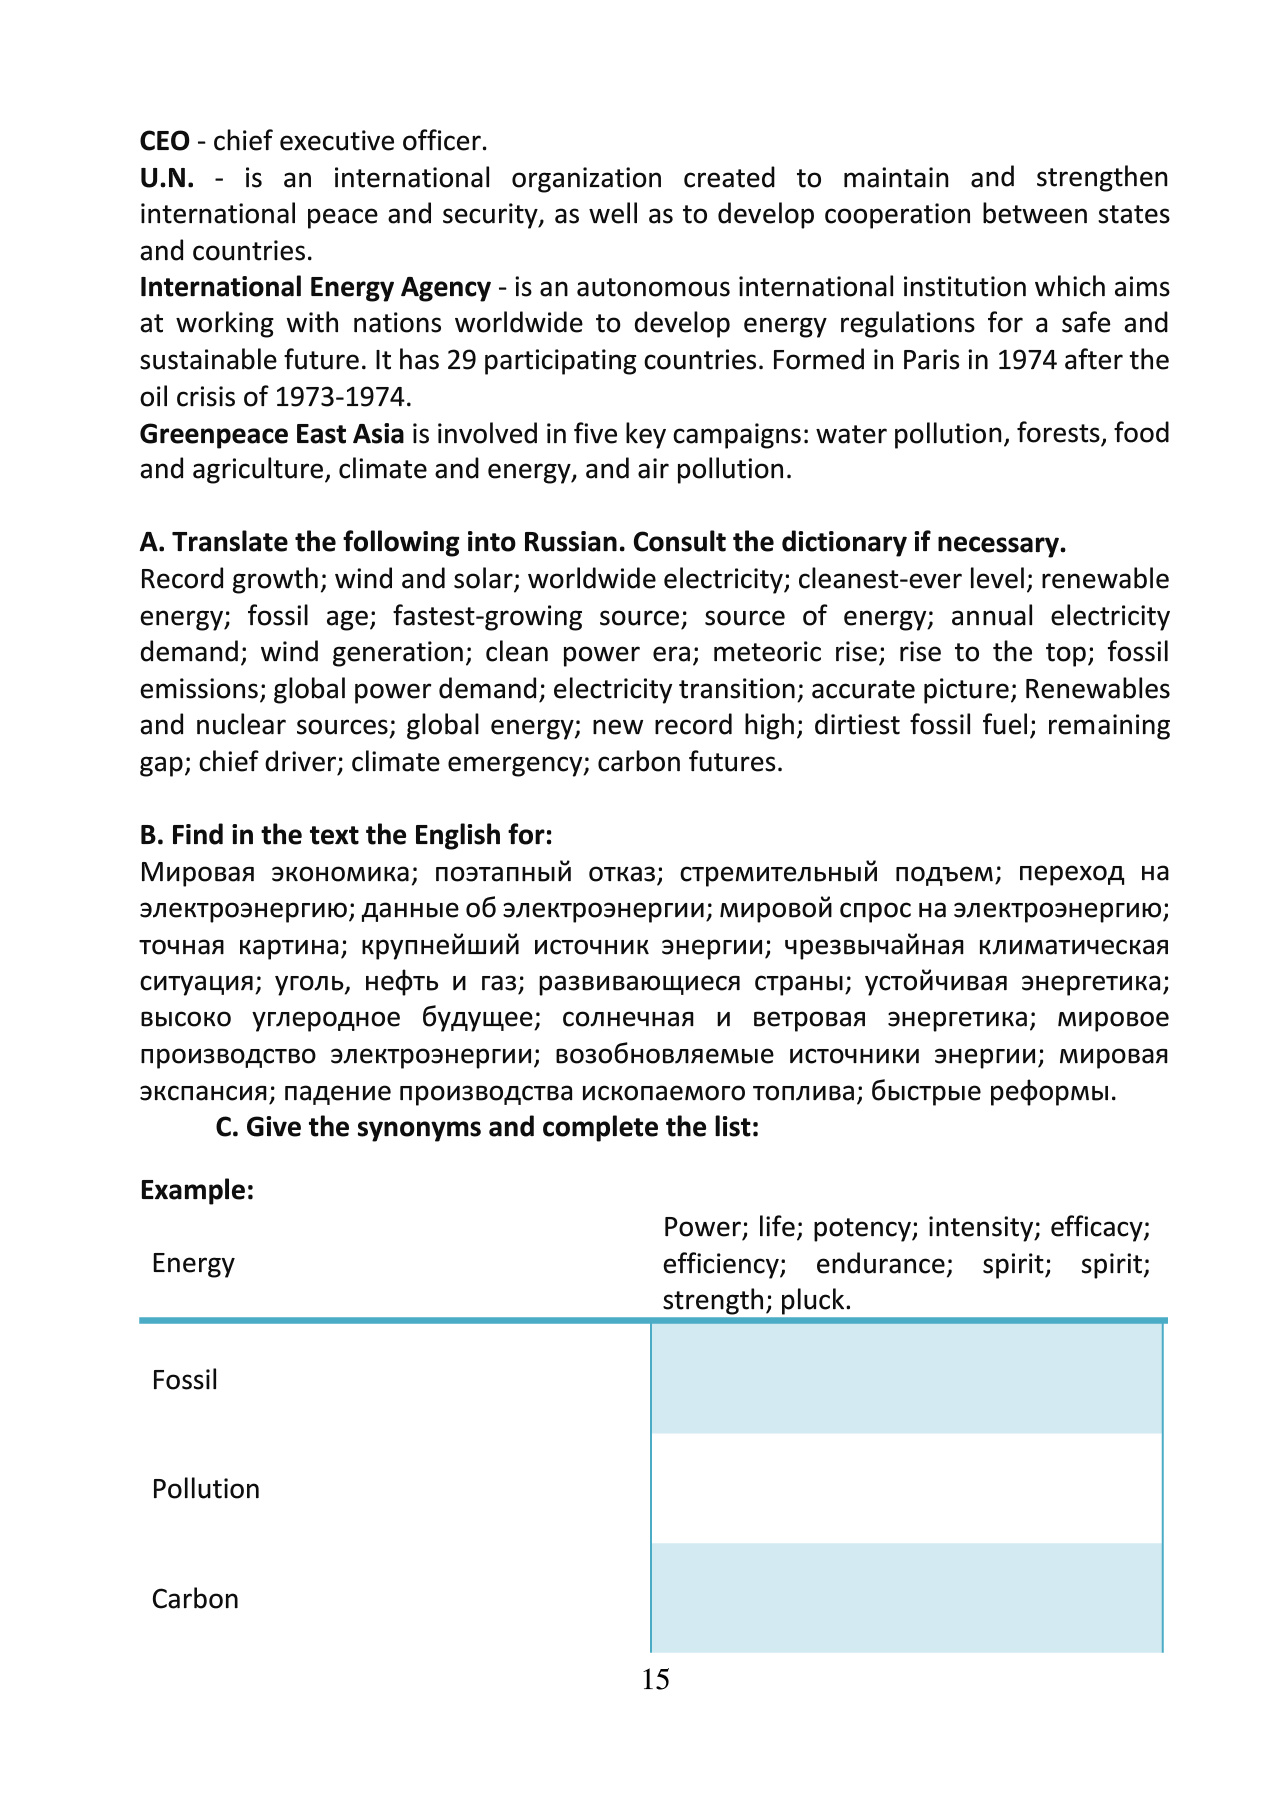 CEO - chief executive officer.
U.N. - is an international organization created to maintain and strengthen
international peace and security, as well as to develop cooperation between states
and countries.
International Energy Agency - is an autonomous international institution which aims
at working with nations worldwide to develop energy regulations for a safe and
sustainable future. It has 29 participating countries. Formed in Paris in 1974 after the
oil crisis of 1973-1974.
Greenpeace East Asia is involved in five key campaigns: water pollution, forests, food
and agriculture, climate and energy, and air pollution.
A. Translate the following into Russian. Consult the dictionary if necessary.
Record growth; wind and solar; worldwide electricity; cleanest-ever level; renewable
energy; fossil age; fastest-growing source; source of energy; annual electricity
demand; wind generation; clean power era; meteoric rise; rise to the top; fossil
emissions; global power demand; electricity transition; accurate picture; Renewables
and nuclear sources; global energy; new record high; dirtiest fossil fuel; remaining
gap; chief driver; climate emergency; carbon futures.
B. Find in the text the English for:
Мировая экономика; поэтапный отказ; стремительный подъем; переход на
электроэнергию; данные об электроэнергии; мировой спрос на электроэнергию;
точная картина; крупнейший источник энергии; чрезвычайная климатическая
ситуация; уголь, нефть и газ; развивающиеся страны; устойчивая энергетика;
высоко углеродное будущее; солнечная и ветровая энергетика; мировое
производство электроэнергии; возобновляемые источники энергии; мировая
экспансия; падение производства ископаемого топлива; быстрые реформы.
C. Give the synonyms and complete the list:
Example:
Energy
Power; life; potency; intensity; efficacy;
efficiency; endurance; spirit; spirit;
strength; pluck.
Fossil
Pollution
Carbon
15